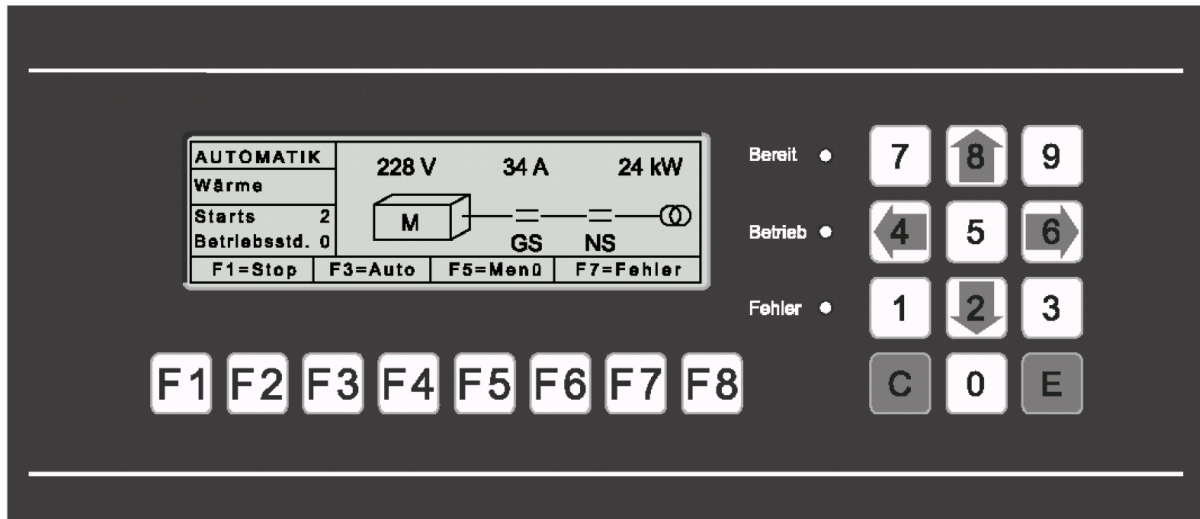 AUTOMATIK
Wärme
Starts 2
Betriebsstd. 0
228 V 34 A 24 kW
M
GS NS
F1=Stop F3=Auto F5=Menü F7=Fehler
Bereit
Betrieb
Fehler
7 8 9
4 5 6
1 2 3
C 0 E
F1 F2 F3 F4 F5 F6 F7 F8